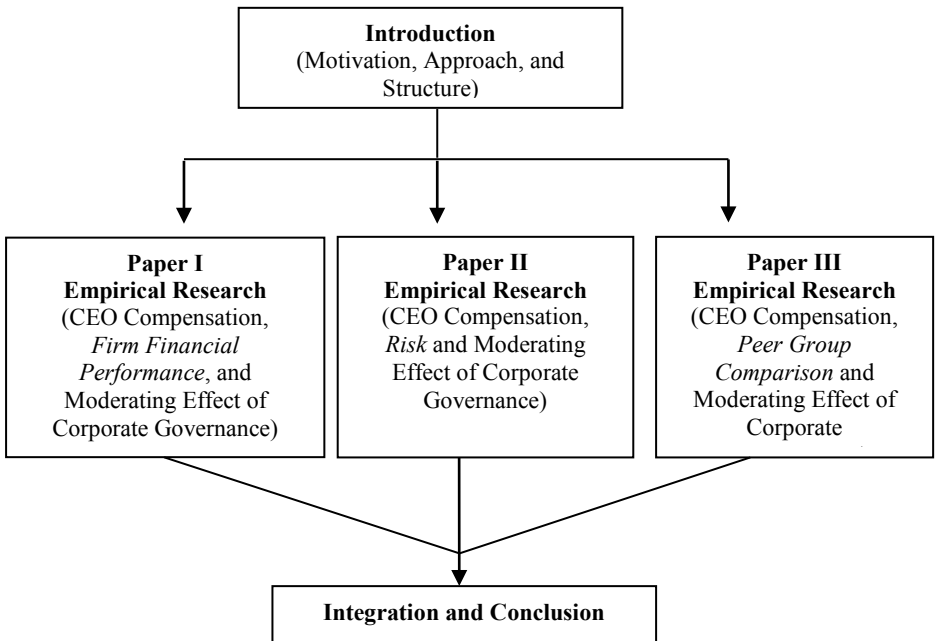 Introduction
(Motivation, Approach, and
Structure)
Paper I
Empirical Research
(CEO Compensation,
Firm Financial
Performance, and
Moderating Effect of
Corporate Governance)
Paper II
Empirical Research
(CEO Compensation,
Risk and Moderating
Effect of Corporate
Governance)
Paper III
Empirical Research
(CEO Compensation,
Peer Group
Comparison and
Moderating Effect of
Corporate
Integration and Conclusion